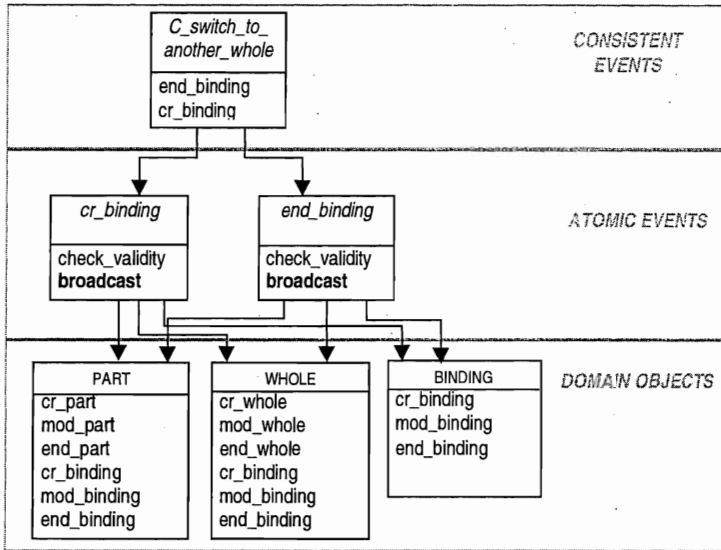 C_switch_to_
another_whole
end_binding
cr_binding
CONSISTENT
EVENTS
cr_binding
check_validity
broadcast
end_binding
check_validity
broadcast
ATOMIC EVENTS
PART
cr_part
mod_part
end_part
cr_binding
mod_binding
end_binding
WHOLE
cr_whole
mod_whole
end_whole
cr_binding
mod_binding
end_binding
BINDING
cr_binding
mod_binding
end_binding
DOMAIN OBJECTS